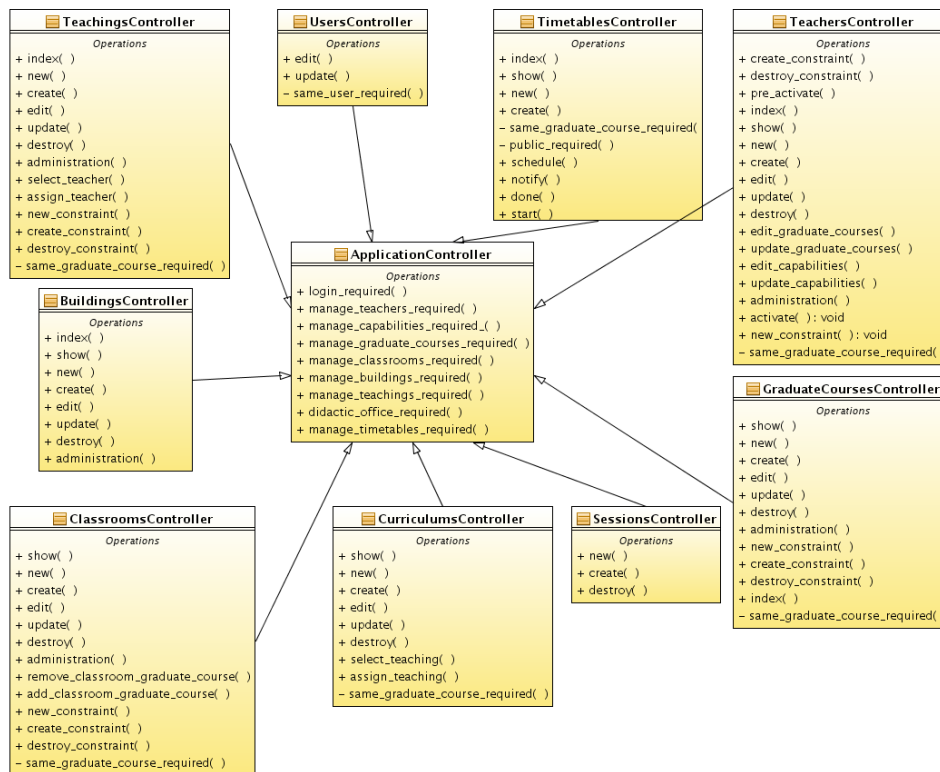 TeachingsController
Operations
+ index( )
+ new( )
+ create( )
+ edit( )
+ update( )
+ destroy( )
+ administration( )
+ select_teacher( )
+ assign_teacher( )
+ new_constraint( )
+ create_constraint( )
+ destroy_constraint( )
− same_graduate_course_required( )
UsersController
Operations
+ edit( )
+ update( )
− same_user_required( )
TimetablesController
Operations
+ index( )
+ show( )
+ new( )
+ create( )
− same_graduate_course_required(
− public_required( )
+ schedule( )
+ notify( )
+ done( )
+ start( )
TeachersController
Operations
+ create_constraint( )
+ destroy_constraint( )
+ pre_activate( )
+ index( )
+ show( )
+ new( )
+ create( )
+ edit( )
+ update( )
+ destroy( )
+ edit_graduate_courses( )
+ update_graduate_courses( )
+ edit_capabilities( )
+ update_capabilities( )
+ administration( )
+ activate( ) : void
+ new_constraint( ) : void
− same_graduate_course_required(
ApplicationController
Operations
+ login_required( )
+ manage_teachers_required( )
+ manage_capabilities_required_( )
+ manage_graduate_courses_required( )
+ manage_classrooms_required( )
+ manage_buildings_required( )
+ manage_teachings_required( )
+ didactic_office_required( )
+ manage_timetables_required( )
BuildingsController
Operations
+ index( )
+ show( )
+ new( )
+ create( )
+ edit( )
+ update( )
+ destroy( )
+ administration( )
GraduateCoursesController
Operations
+ show( )
+ new( )
+ create( )
+ edit( )
+ update( )
+ destroy( )
+ administration( )
+ new_constraint( )
+ create_constraint( )
+ destroy_constraint( )
+ index( )
− same_graduate_course_required(
ClassroomsController
Operations
+ show( )
+ new( )
+ create( )
+ edit( )
+ update( )
+ destroy( )
+ administration( )
+ remove_classroom_graduate_course( )
+ add_classroom_graduate_course( )
+ new_constraint( )
+ create_constraint( )
+ destroy_constraint( )
− same_graduate_course_required( )
CurriculumsController
Operations
+ show( )
+ new( )
+ create( )
+ edit( )
+ update( )
+ destroy( )
+ select_teaching( )
+ assign_teaching( )
− same_graduate_course_required( )
SessionsController
Operations
+ new( )
+ create( )
+ destroy( )